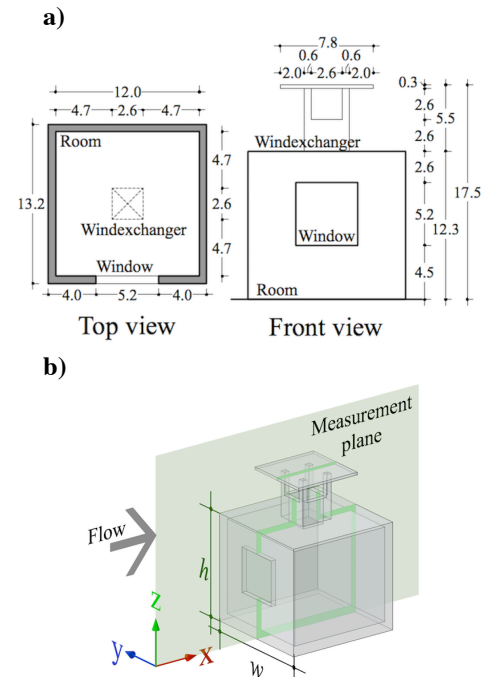 a)
7.8
0.6 0.6
2.0 2.6 2.0
12.0
4.7 2.6 4.7
0.3
2.6
5.5
2.6
Room
Windexchanger
4.7
2.6
17.5
13.2
2.6
5.2
12.3
Windexchanger
Window
4.7
Window
4.5
Room
4.0 5.2 4.0
Top view
Front view
b)
Measurement
plane
Flow
h
z
y
x
w